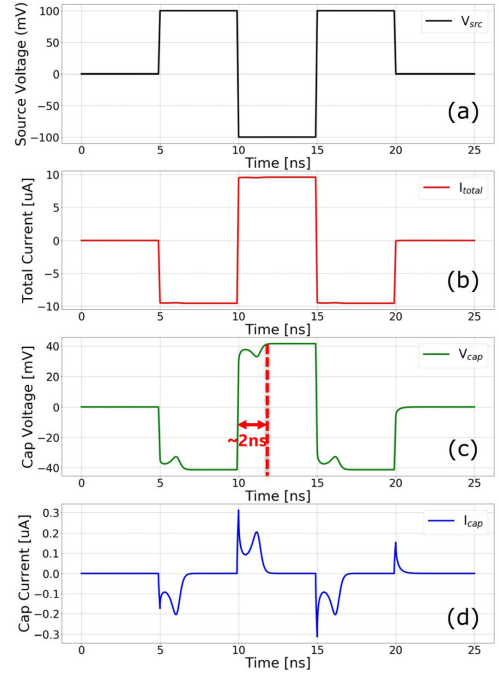 Source Voltage (mV)
100
50
0
−50
−100
V_src
(a)
0 5 10 15 20 25
Time [ns]
Total Current [uA]
10
5
0
−5
−10
I_total
(b)
0 5 10 15 20 25
Time [ns]
Cap Voltage [mV]
40
20
0
−20
−40
V_cap
~2ns
(c)
0 5 10 15 20 25
Time [ns]
Cap Current [uA]
0.3
0.2
0.1
0.0
−0.1
−0.2
−0.3
I_cap
(d)
0 5 10 15 20 25
Time [ns]